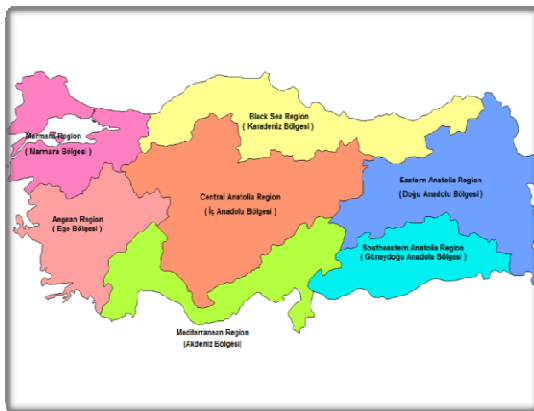 Black Sea Region
( Karadeniz Bölgesi )
Marmara Region
( Marmara Bölgesi )
Eastern Anatolia Region
( Doğu Anadolu Bölgesi )
Central Anatolia Region
( İç Anadolu Bölgesi )
Aegean Region
( Ege Bölgesi )
Southeastern Anatolia Region
( Güneydoğu Anadolu Bölgesi )
Mediterranean Region
(Akdeniz Bölgesi)